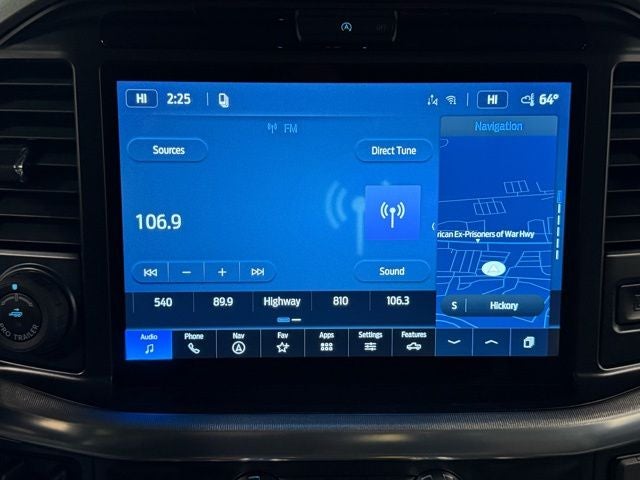 OFF
HI 2:25 HI 64°
FM
Sources Direct Tune
106.9
Sound
540 89.9 Highway 810 106.3
Audio Phone Nav Fav Apps Settings Features
Navigation
rican Ex-Prisoners of War Hwy
S Hickory
PRO TRAILER